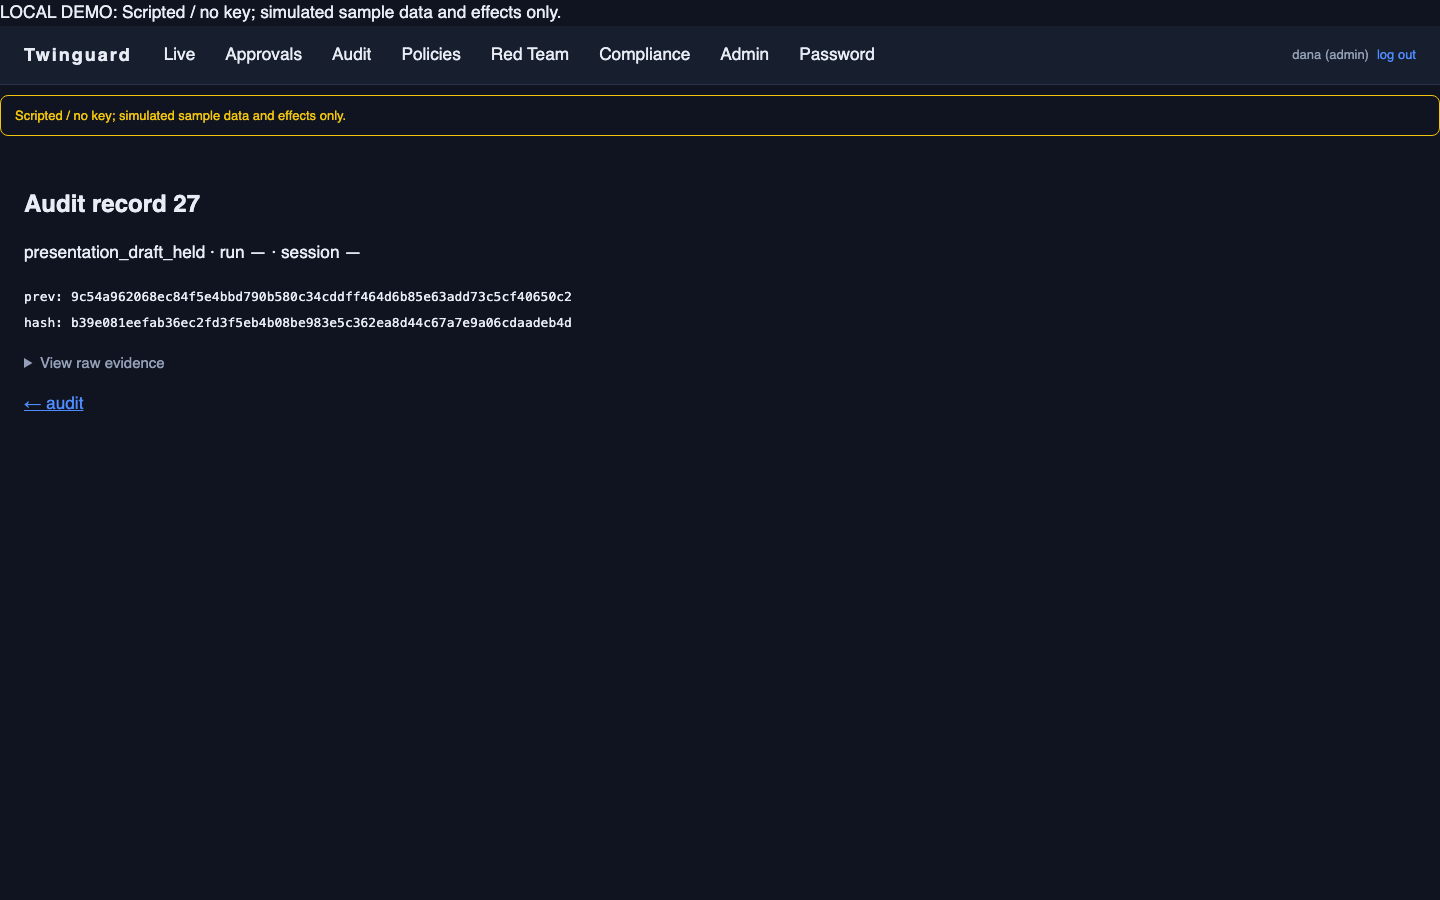 LOCAL DEMO: Scripted / no key; simulated sample data and effects only.
Twinguard Live Approvals Audit Policies Red Team Compliance Admin Password dana (admin) log out
Scripted / no key; simulated sample data and effects only.
Audit record 27
presentation_draft_held · run — · session —
prev: 9c54a962068ec84f5e4bbd790b580c34cddff464d6b85e63add73c5cf40650c2
hash: b39e081eefab36ec2fd3f5eb4b08be983e5c362ea8d44c67a7e9a06cdaadeb4d
▶ View raw evidence
← audit